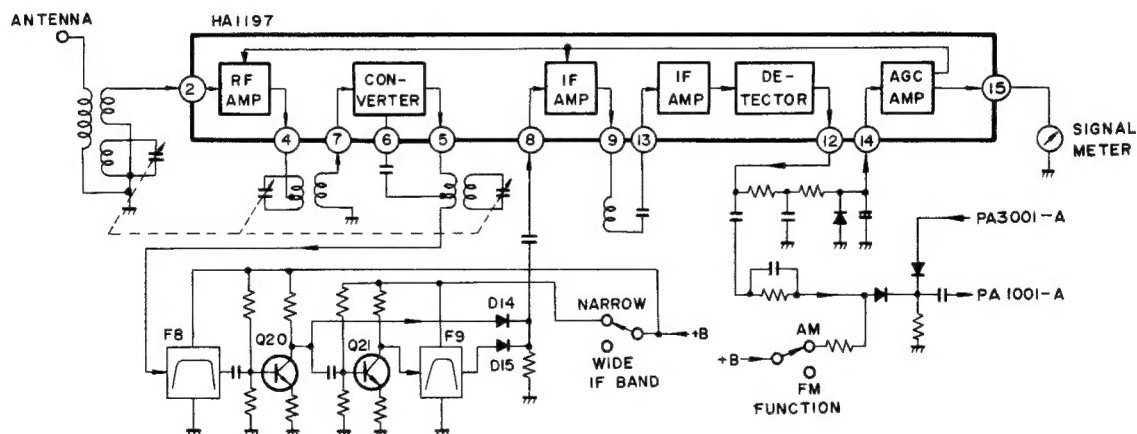 ANTENNA
HA1197
2
RF
AMP
CON-
VERTER
IF
AMP
IF
AMP
DE-
TECTOR
AGC
AMP
15
4
7
6
5
8
9
13
12
14
SIGNAL
METER
PA3001-A
PA1001-A
F8
Q20
Q21
F9
D14
D15
NARROW
WIDE
IF BAND
+B
AM
+B
FM
FUNCTION